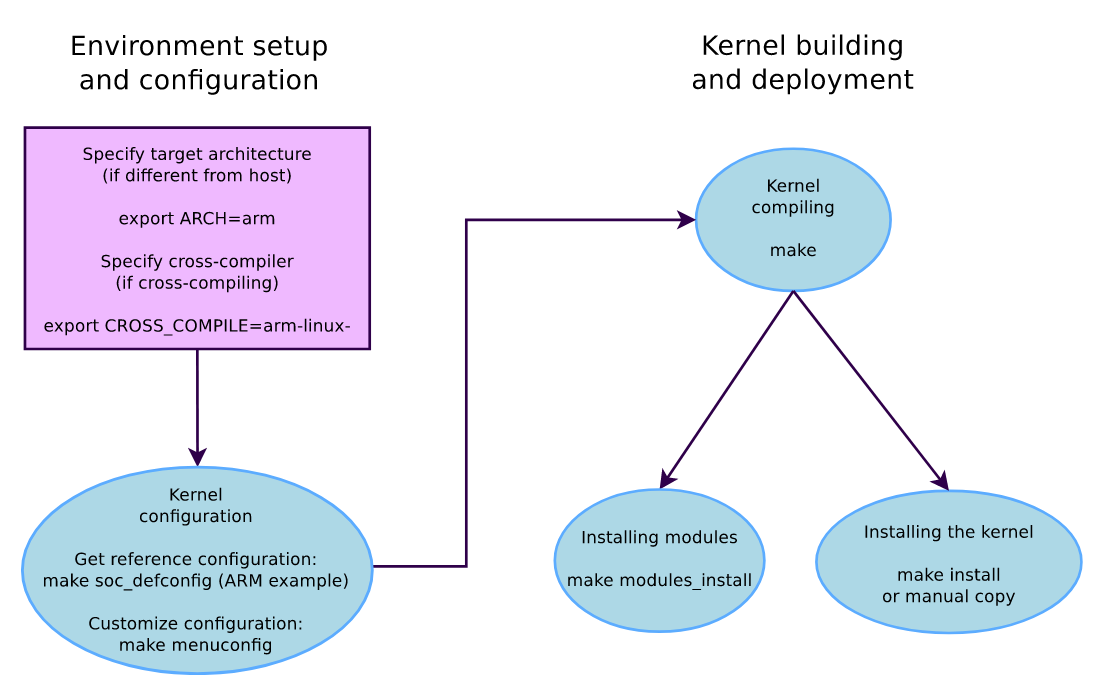 Environment setup
and configuration
Specify target architecture
(if different from host)
export ARCH=arm
Specify cross-compiler
(if cross-compiling)
export CROSS_COMPILE=arm-linux-
Kernel
configuration
Get reference configuration:
make soc_defconfig (ARM example)
Customize configuration:
make menuconfig
Kernel building
and deployment
Kernel
compiling
make
Installing modules
make modules_install
Installing the kernel
make install
or manual copy